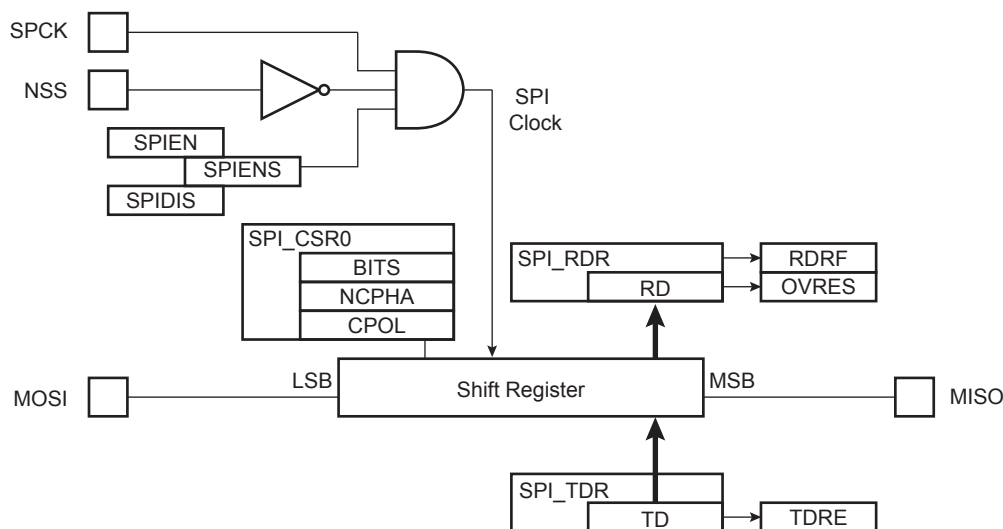 SPCK
NSS
SPI
Clock
SPIEN
SPIENS
SPIDIS
SPI_CSR0
BITS
NCPHA
CPOL
SPI_RDR
RD
RDRF
OVRES
MOSI
LSB
Shift Register
MSB
MISO
SPI_TDR
TD
TDRE